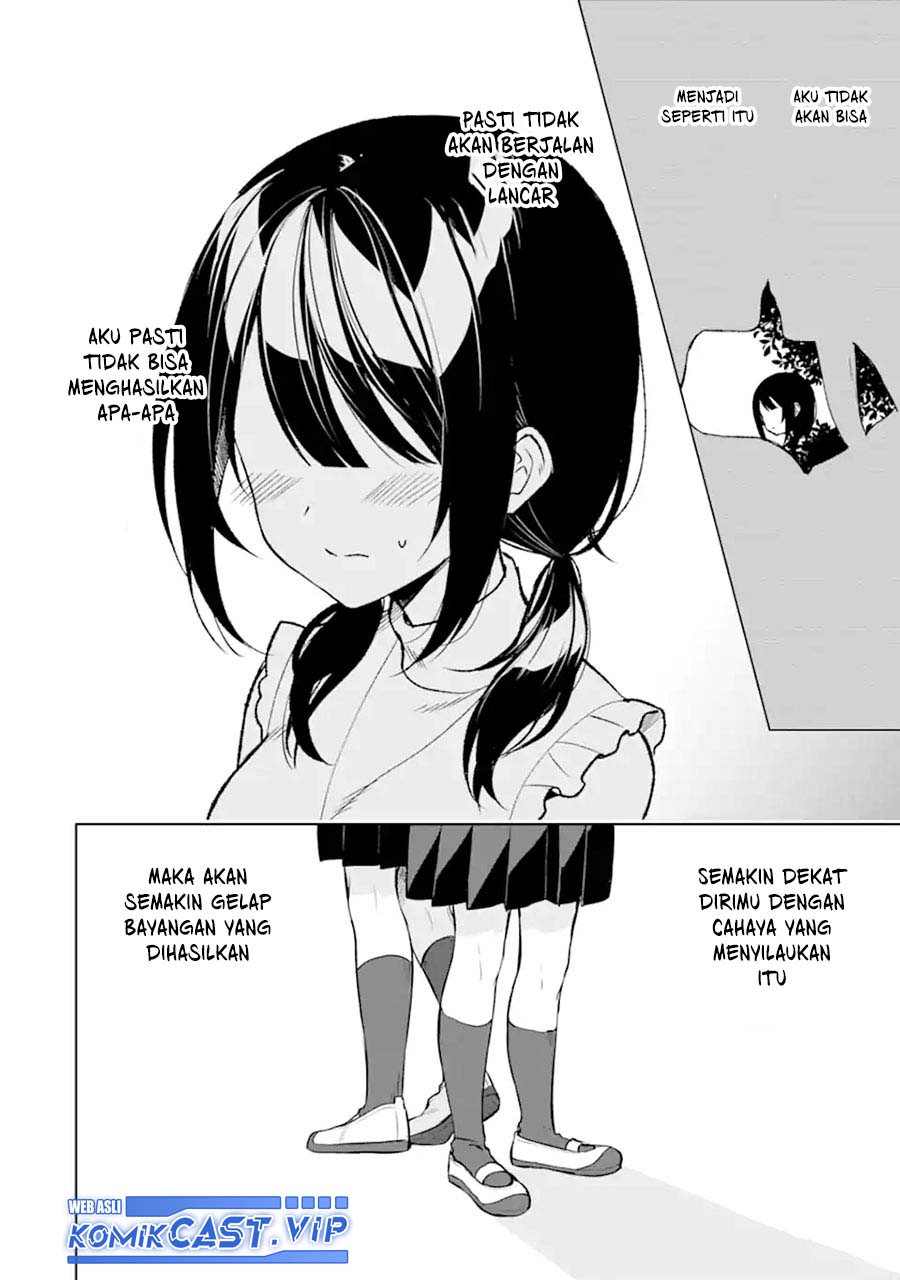 AKU TIDAK
AKAN BISA
MENJADI
SEPERTI ITU
PASTI TIDAK
AKAN BERJALAN
DENGAN
LANCAR
AKU PASTI
TIDAK BISA
MENGHASILKAN
APA-APA
SEMAKIN DEKAT
DIRIMU DENGAN
CAHAYA YANG
MENYILAUKAN
ITU
MAKA AKAN
SEMAKIN GELAP
BAYANGAN YANG
DIHASILKAN
WEB ASLI
KOMIKCAST.VIP